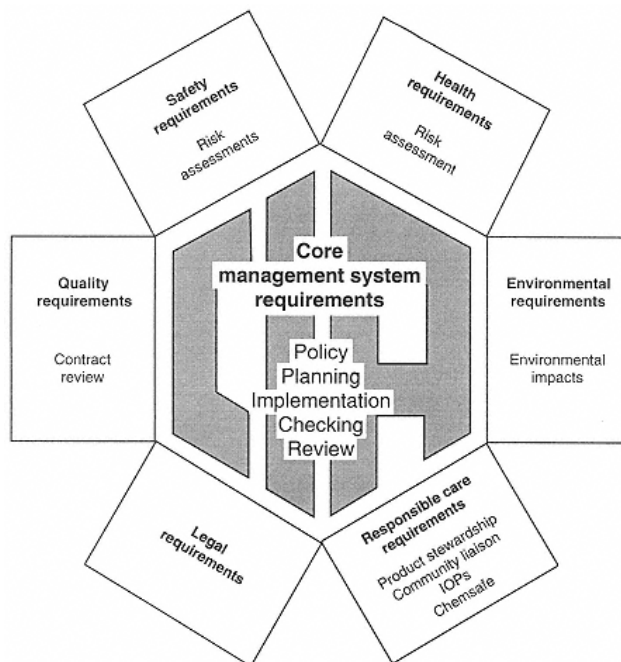 Safety
requirements
Risk
assessments
Health
requirements
Risk
assessment
Quality
requirements
Contract
review
Core
management system
requirements
Policy
Planning
Implementation
Checking
Review
Environmental
requirements
Environmental
impacts
Legal
requirements
Responsible care
requirements
Product stewardship
Community liaison
IOPs
Chemsafe